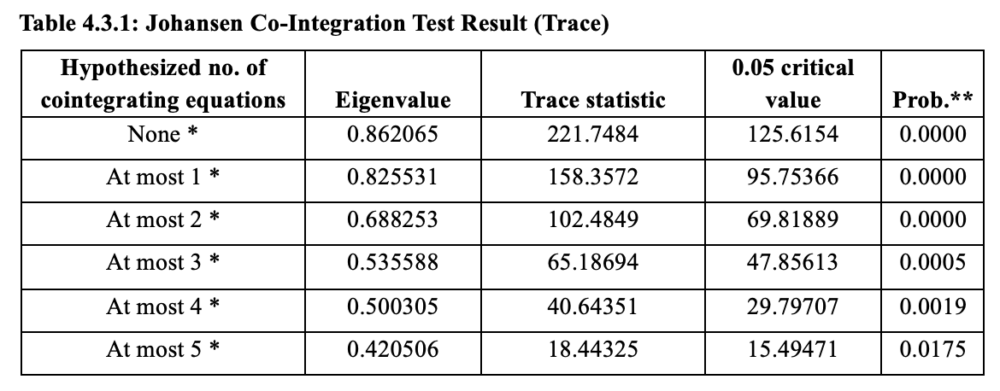 Table 4.3.1: Johansen Co-Integration Test Result (Trace)
Hypothesized no. of cointegrating equations Eigenvalue Trace statistic 0.05 critical value Prob.**
None * 0.862065 221.7484 125.6154 0.0000
At most 1 * 0.825531 158.3572 95.75366 0.0000
At most 2 * 0.688253 102.4849 69.81889 0.0000
At most 3 * 0.535588 65.18694 47.85613 0.0005
At most 4 * 0.500305 40.64351 29.79707 0.0019
At most 5 * 0.420506 18.44325 15.49471 0.0175